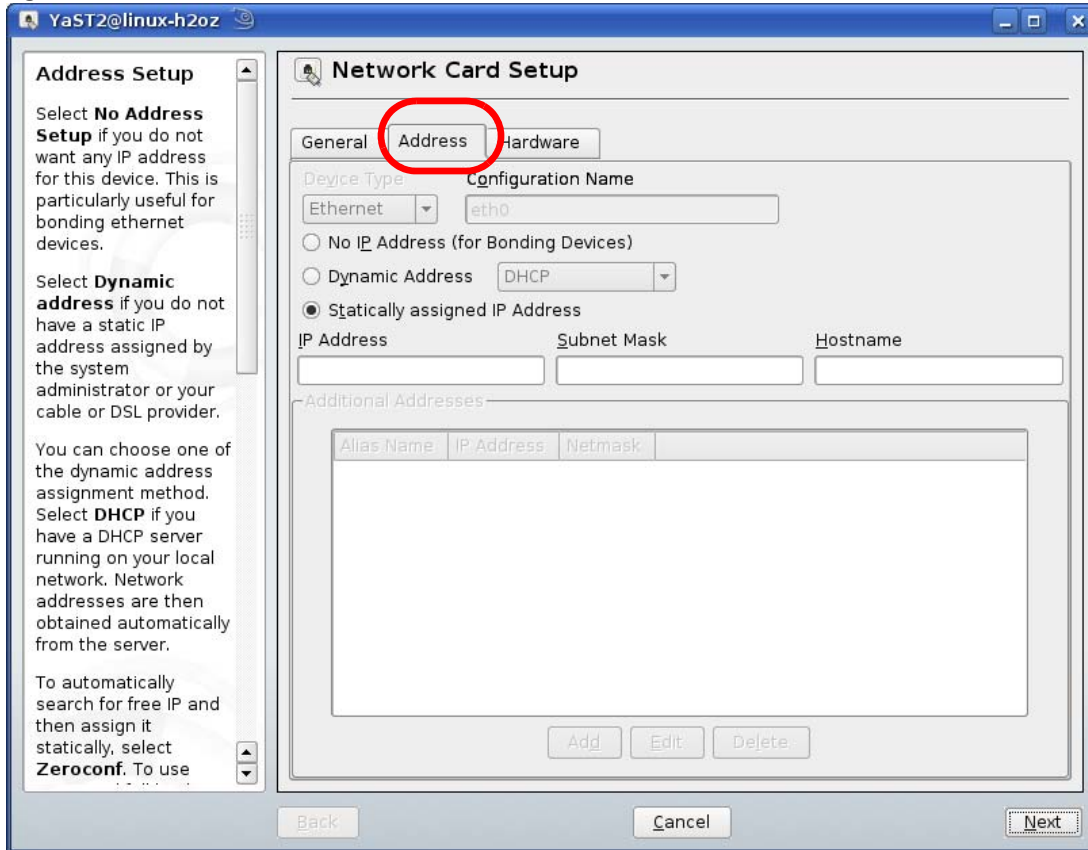 YaST2@linux-h2oz
Address Setup
Select No Address
Setup if you do not
want any IP address
for this device. This is
particularly useful for
bonding ethernet
devices.
Select Dynamic
address if you do not
have a static IP
address assigned by
the system
administrator or your
cable or DSL provider.
You can choose one of
the dynamic address
assignment method.
Select DHCP if you
have a DHCP server
running on your local
network. Network
addresses are then
obtained automatically
from the server.
To automatically
search for free IP and
then assign it
statically, select
Zeroconf. To use
Network Card Setup
General Address Hardware
Device Type Configuration Name
Ethernet eth0
No IP Address (for Bonding Devices)
Dynamic Address DHCP
Statically assigned IP Address
IP Address Subnet Mask Hostname
Additional Addresses
Alias Name IP Address Netmask
Add Edit Delete
Back Cancel Next